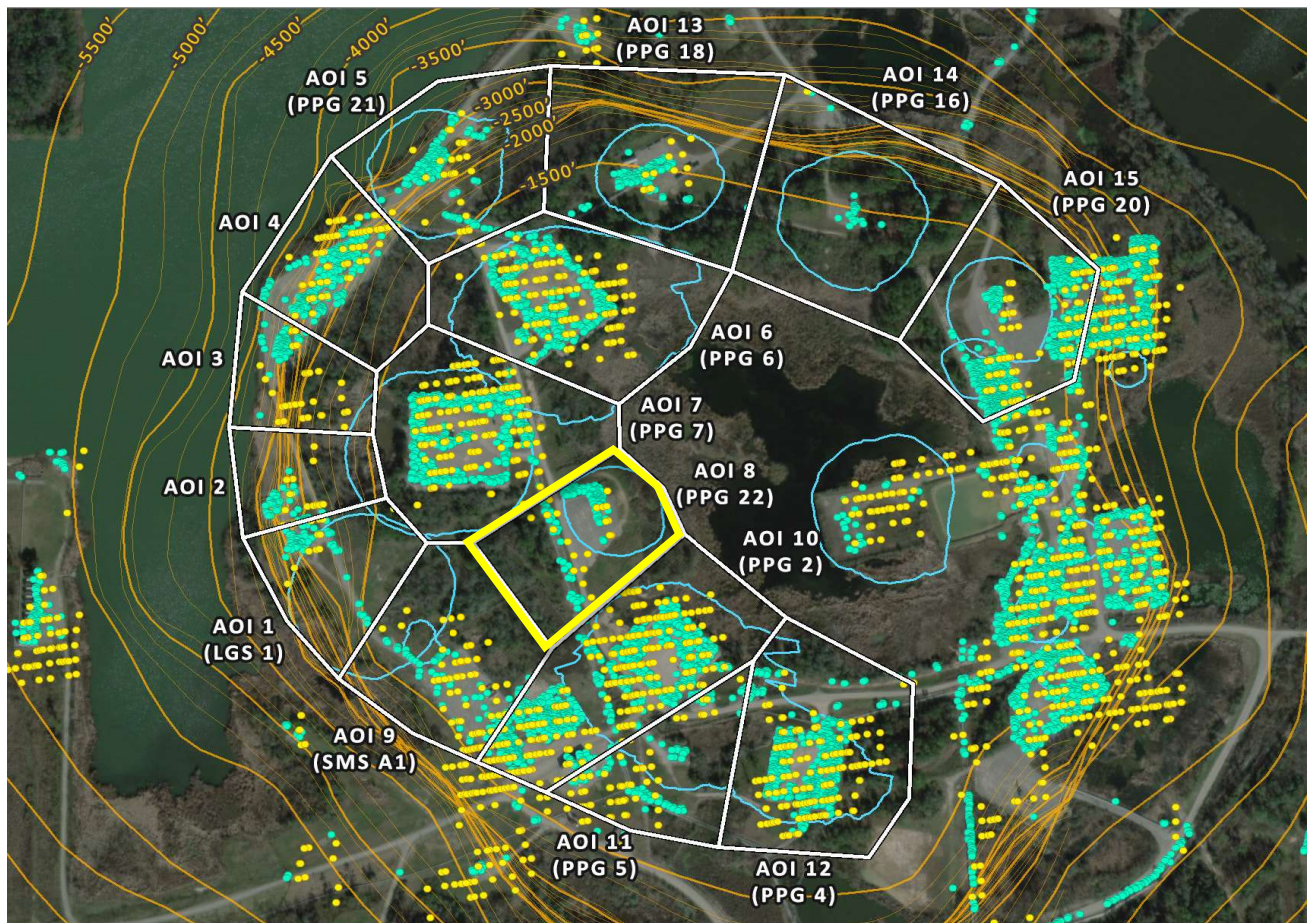 -5500'
-5000'
-4500'
-4000'
-3500'
-3000'
-2500'
-2000'
-1500'
AOI 13
(PPG 18)
AOI 14
(PPG 16)
AOI 5
(PPG 21)
AOI 15
(PPG 20)
AOI 4
AOI 3
AOI 6
(PPG 6)
AOI 7
(PPG 7)
AOI 2
AOI 8
(PPG 22)
AOI 10
(PPG 2)
AOI 1
(LGS 1)
AOI 9
(SMS A1)
AOI 11
(PPG 5)
AOI 12
(PPG 4)